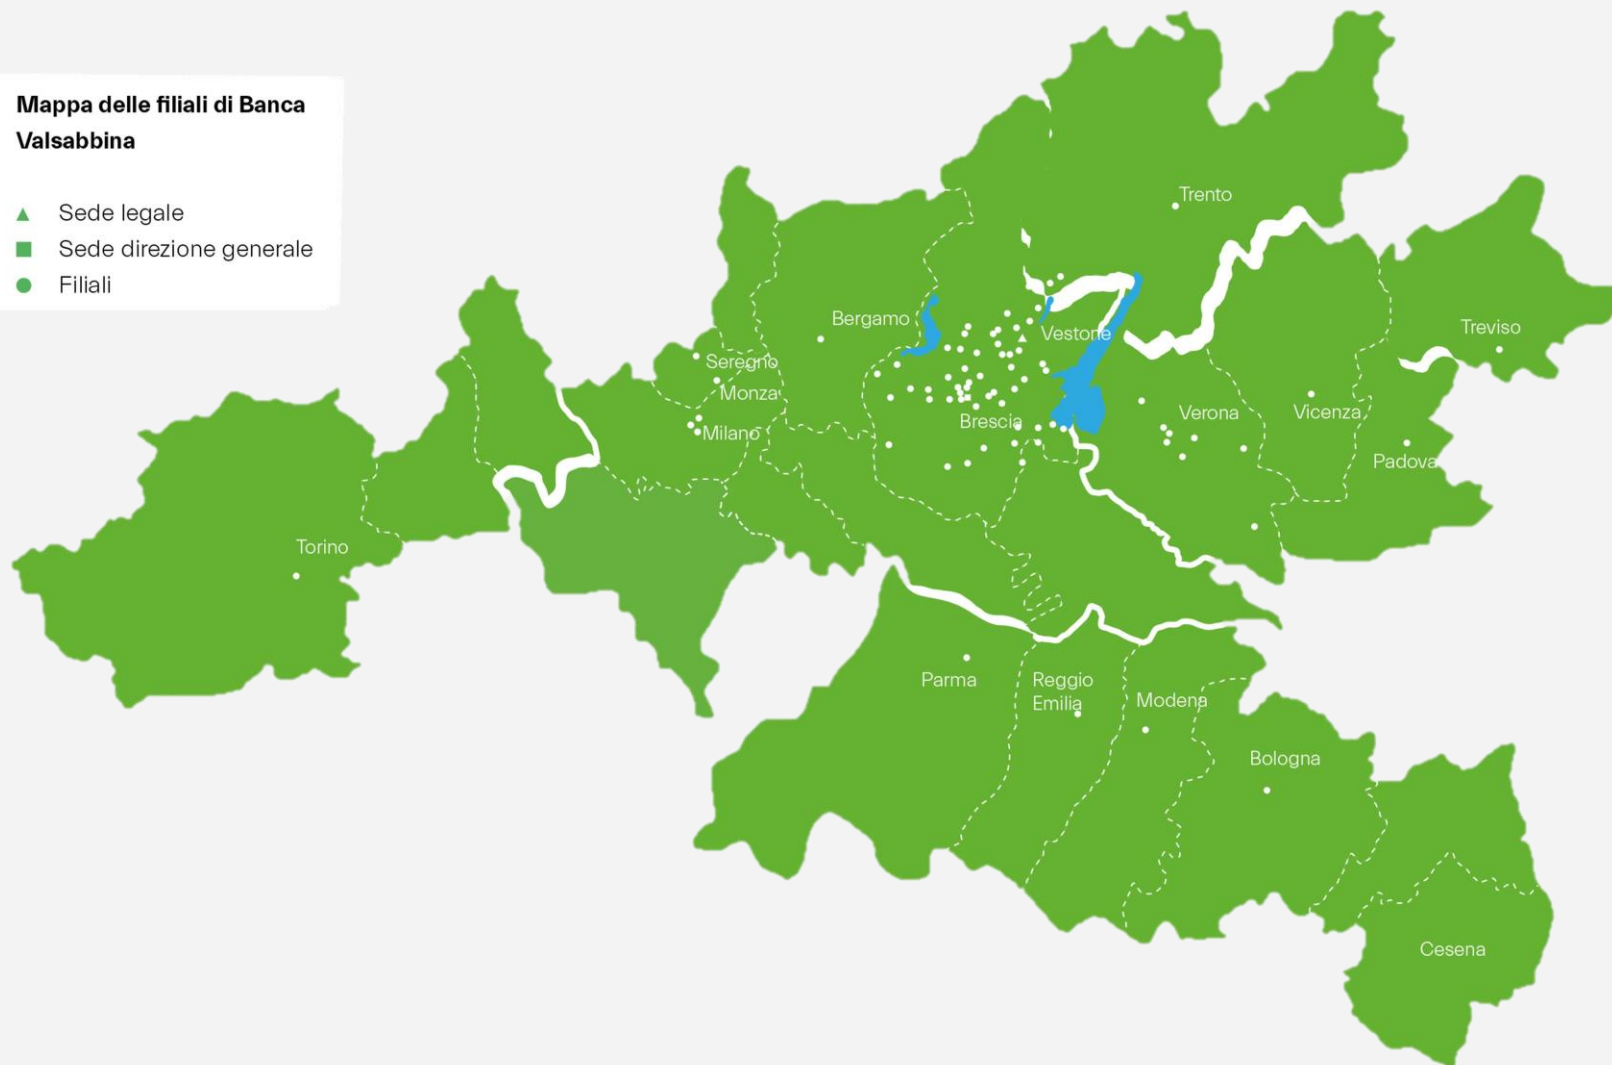 Mappa delle filiali di Banca
Valsabbina
Sede legale
Sede direzione generale
Filiali
Trento
Bergamo
Vestone
Treviso
Seregno
Monza
Milano
Brescia
Verona
Vicenza
Padova
Torino
Parma
Reggio
Emilia
Modena
Bologna
Cesena